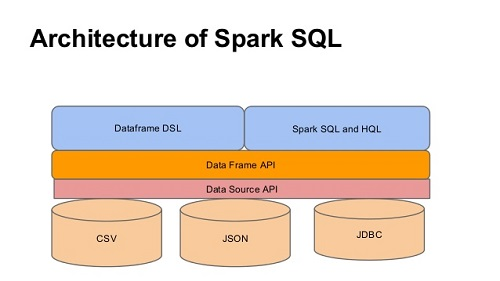 Architecture of Spark SQL
Dataframe DSL
Spark SQL and HQL
Data Frame API
Data Source API
CSV
JSON
JDBC